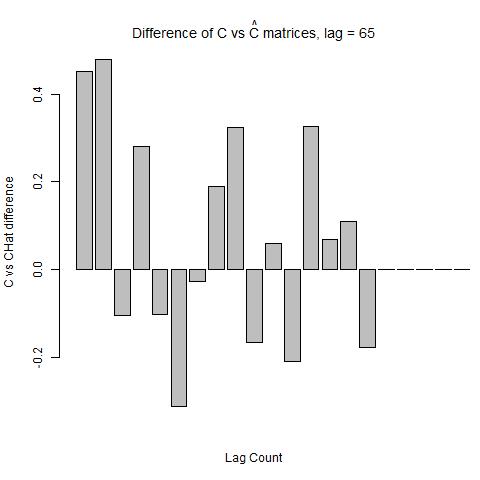 Difference of C vs Ĉ matrices, lag = 65
C vs CHat difference
0.4
0.2
0.0
-0.2
Lag Count